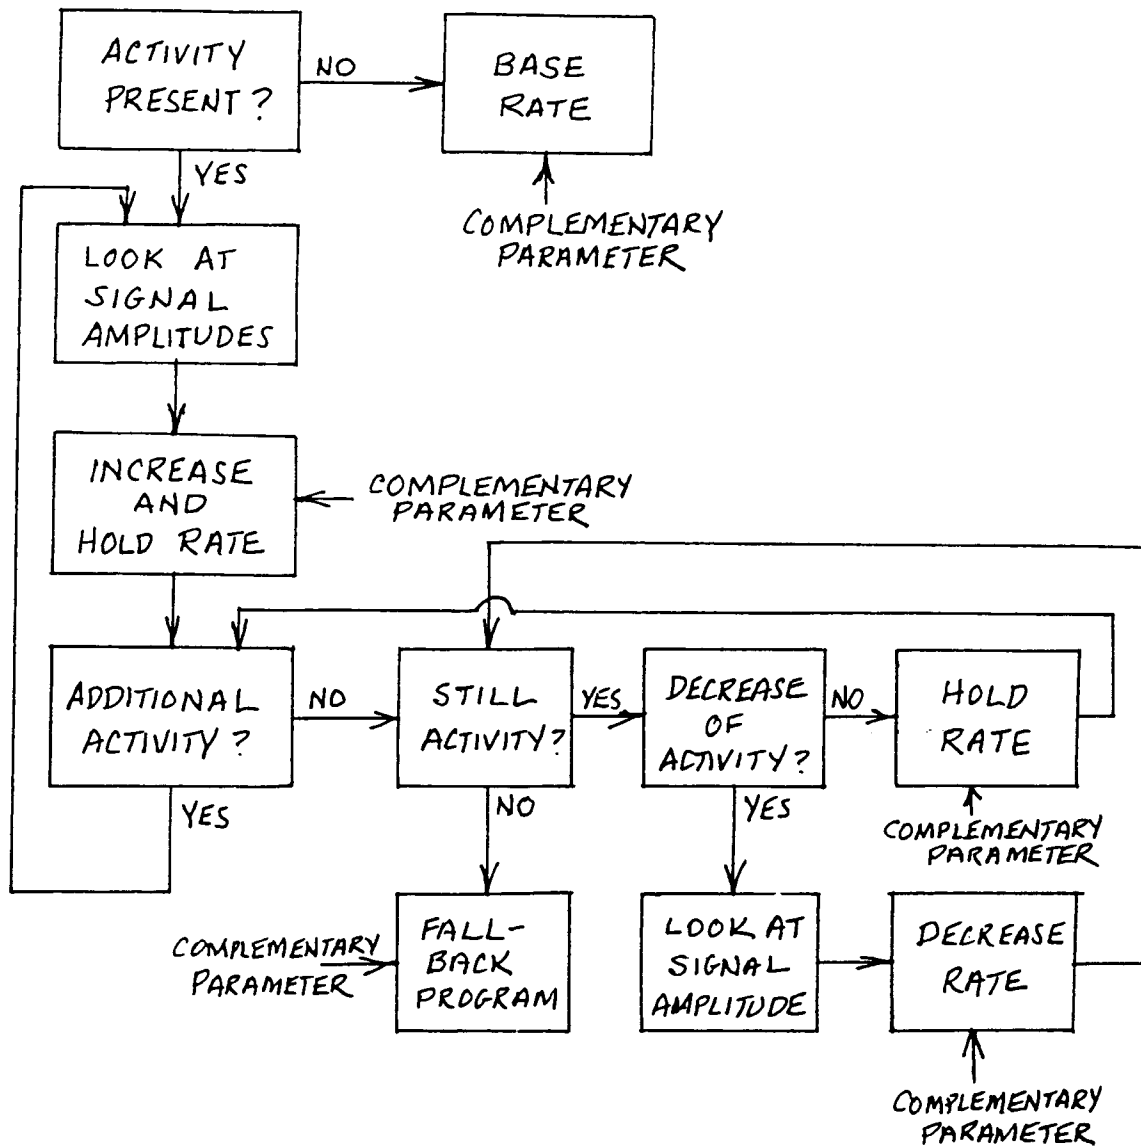 ACTIVITY
PRESENT?
NO
BASE
RATE
YES
COMPLEMENTARY
PARAMETER
LOOK AT
SIGNAL
AMPLITUDES
INCREASE
AND
HOLD RATE
COMPLEMENTARY
PARAMETER
ADDITIONAL
ACTIVITY?
NO
STILL
ACTIVITY?
YES
DECREASE
OF
ACTIVITY?
NO
HOLD
RATE
YES
NO
YES
COMPLEMENTARY
PARAMETER
COMPLEMENTARY
PARAMETER
FALL-
BACK
PROGRAM
LOOK AT
SIGNAL
AMPLITUDE
DECREASE
RATE
COMPLEMENTARY
PARAMETER